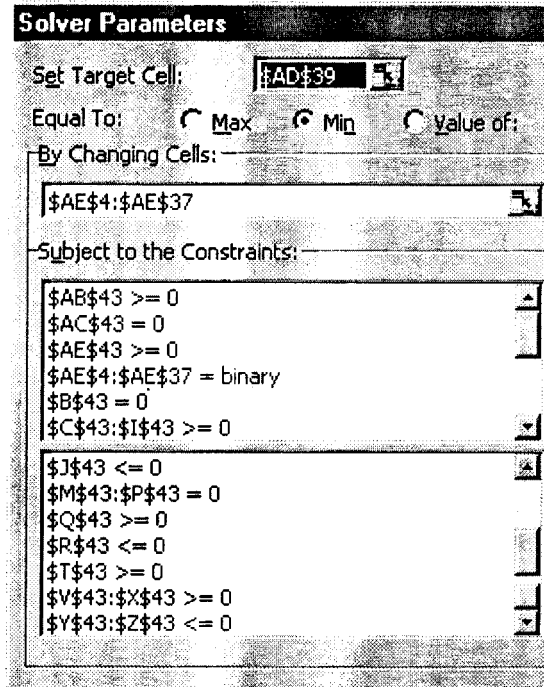 Solver Parameters
Set Target Cell: $AD$39
Equal To: Max Min Value of:
By Changing Cells:
$AE$4:$AE$37
Subject to the Constraints:
$AB$43 >= 0
$AC$43 = 0
$AE$43 >= 0
$AE$4:$AE$37 = binary
$B$43 = 0
$C$43:$I$43 >= 0
$J$43 <= 0
$M$43:$P$43 = 0
$Q$43 >= 0
$R$43 <= 0
$T$43 >= 0
$V$43:$X$43 >= 0
$Y$43:$Z$43 <= 0